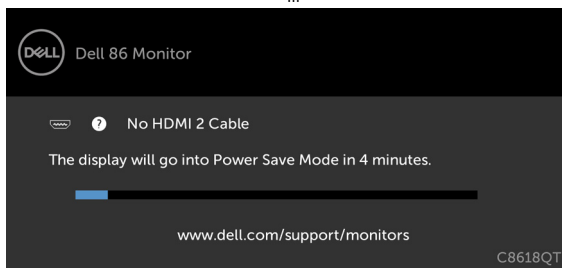 ...
DELL
Dell 86 Monitor
? No HDMI 2 Cable
The display will go into Power Save Mode in 4 minutes.
www.dell.com/support/monitors
C8618QT